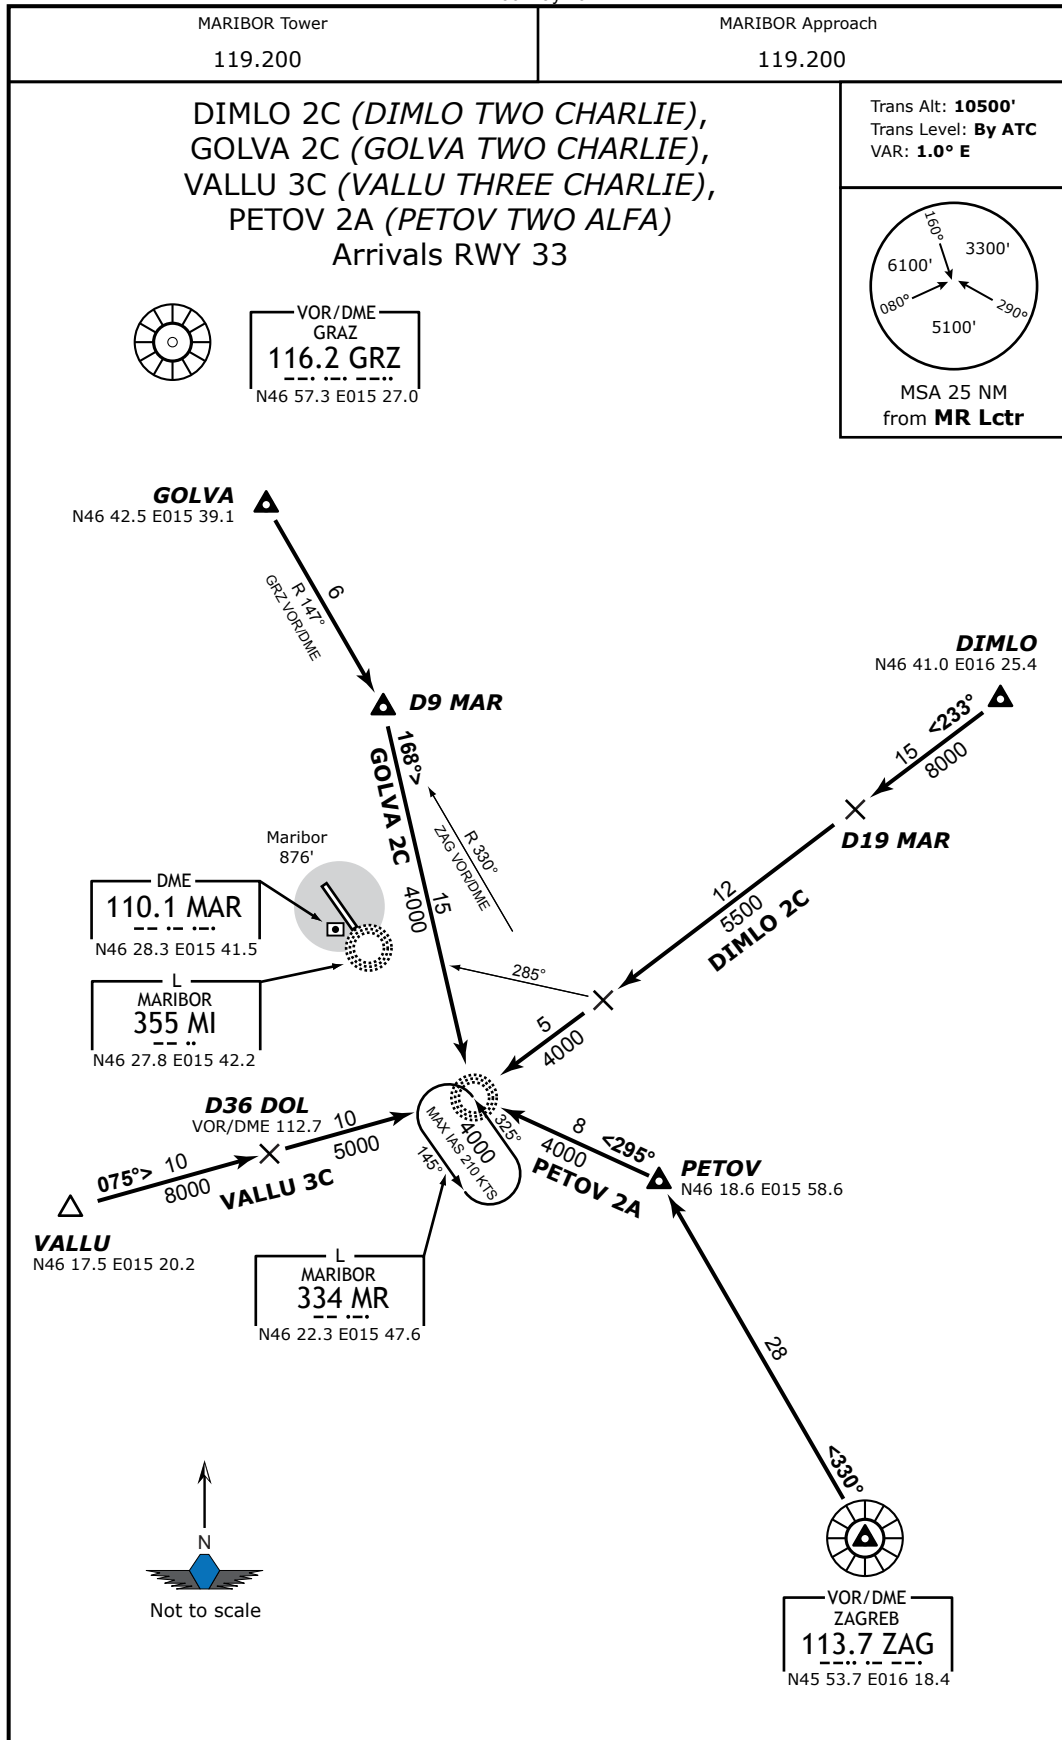 MARIBOR Tower
119.200
MARIBOR Approach
119.200
DIMLO 2C (DIMLO TWO CHARLIE),
GOLVA 2C (GOLVA TWO CHARLIE),
VALLU 3C (VALLU THREE CHARLIE),
PETOV 2A (PETOV TWO ALFA)
Arrivals RWY 33
Trans Alt: 10500'
Trans Level: By ATC
VAR: 1.0° E
160°
3300'
6100'
080°
290°
5100'
MSA 25 NM
from MR Lctr
VOR/DME
GRAZ
116.2 GRZ
N46 57.3 E015 27.0
GOLVA
N46 42.5 E015 39.1
6
R 147°
GRZ VOR/DME
DIMLO
N46 41.0 E016 25.4
<233°
15
8000
D9 MAR
168°>
GOLVA 2C
4000
15
R 330°
ZAG VOR/DME
D19 MAR
12
5500
DIMLO 2C
Maribor
876'
DME
110.1 MAR
N46 28.3 E015 41.5
L
MARIBOR
355 MI
N46 27.8 E015 42.2
285°
5
4000
D36 DOL
VOR/DME 112.7
10
5000
075°> 10
8000
VALLU 3C
VALLU
N46 17.5 E015 20.2
325°
4000
MAX IAS 210 KTS
145°
8
<295°
4000
PETOV 2A
PETOV
N46 18.6 E015 58.6
L
MARIBOR
334 MR
N46 22.3 E015 47.6
28
<330°
N
Not to scale
VOR/DME
ZAGREB
113.7 ZAG
N45 53.7 E016 18.4